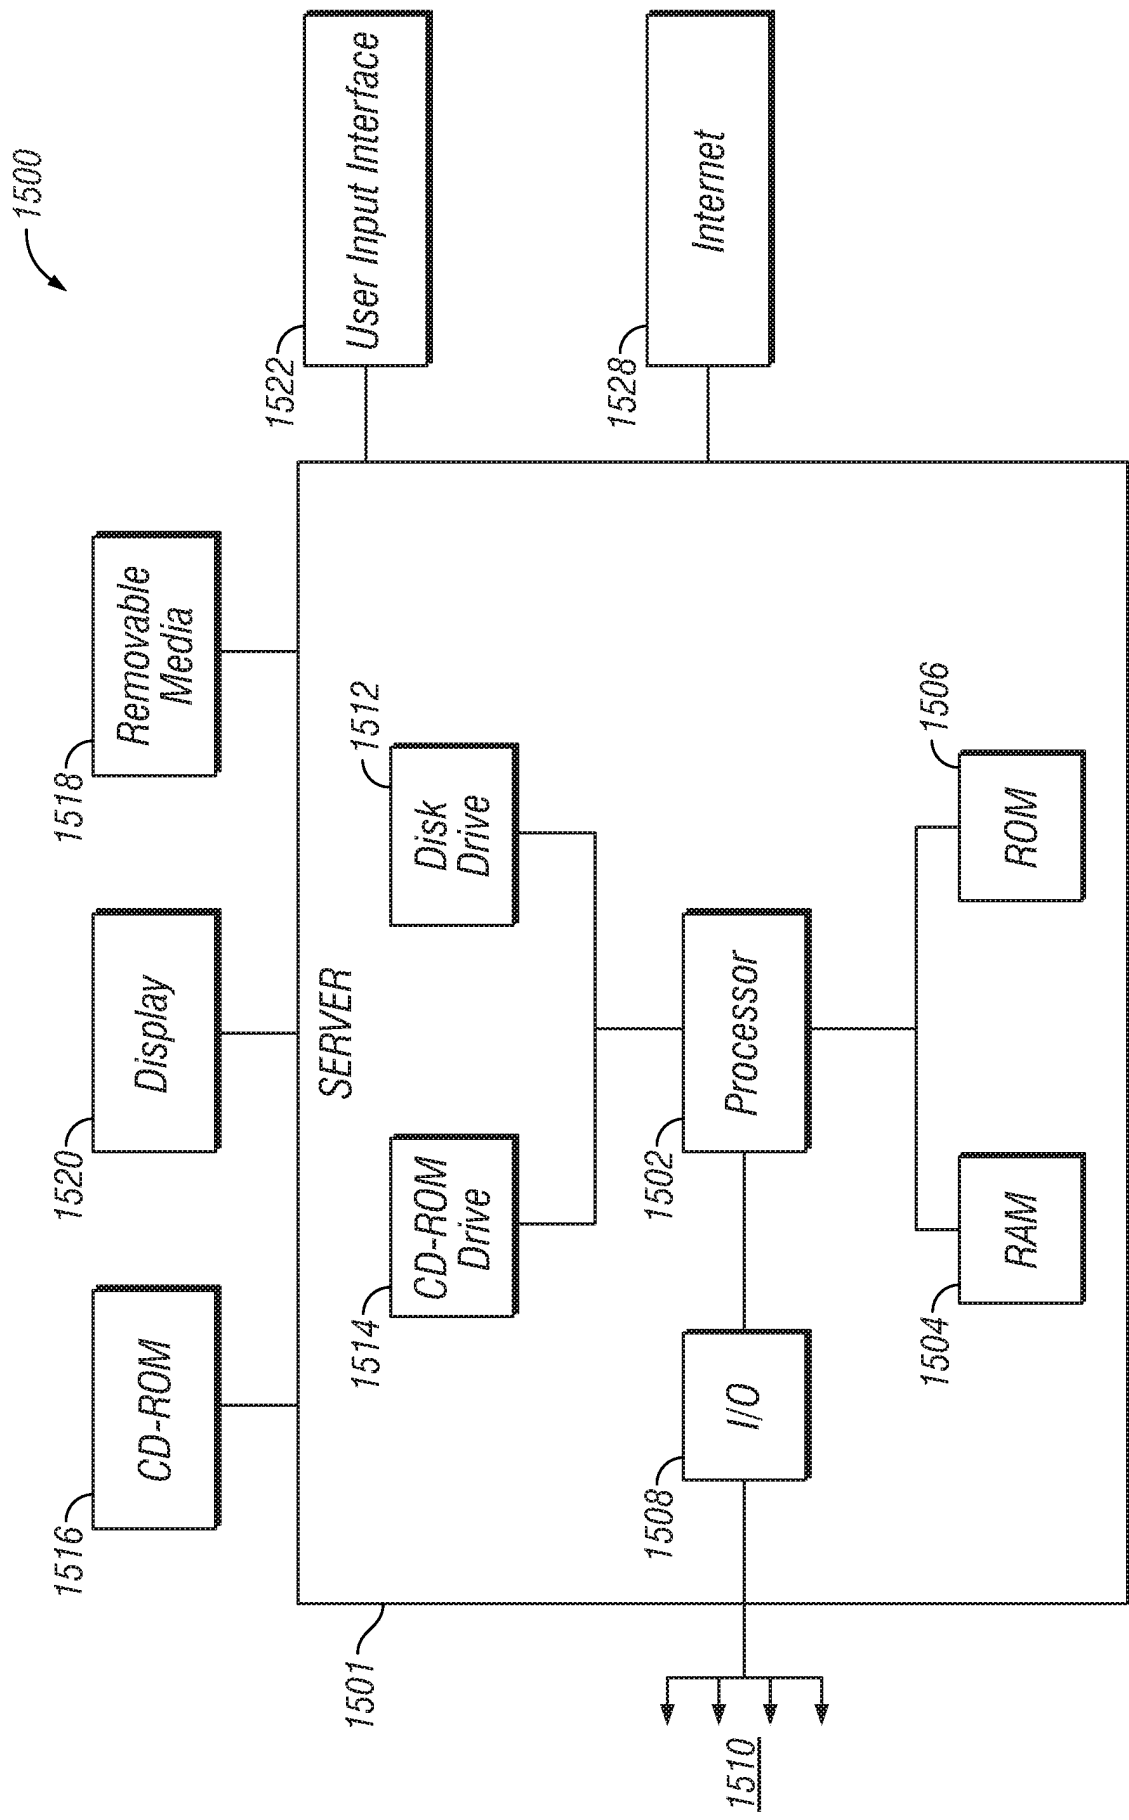 1500
1516
CD-ROM
1520
Display
1518
Removable
Media
1522
User Input Interface
1528
Internet
1501
SERVER
1514
CD-ROM
Drive
1512
Disk
Drive
1508
I/O
1502
Processor
1510
1504
RAM
1506
ROM